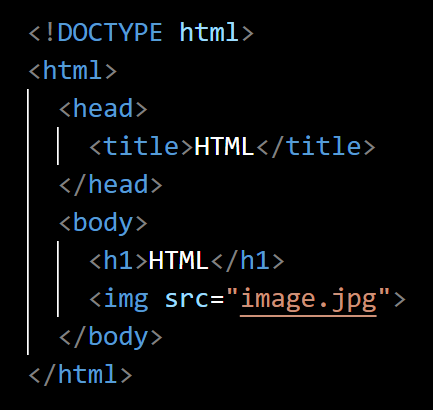 <!DOCTYPE html>
<html>
<head>
<title>HTML</title>
</head>
<body>
<h1>HTML</h1>
<img src="image.jpg">
</body>
</html>